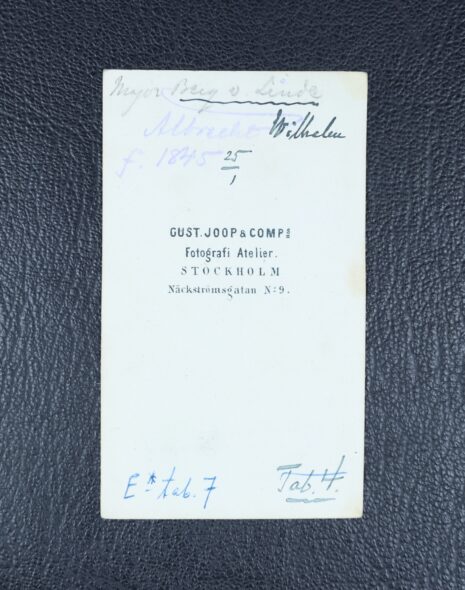 Major Berg v. Linde
Albrecht Wilhelm
f. 1845 25/1
GUST. JOOP & COMPNI
Fotografi Atelier.
STOCKHOLM
Näckströmsgatan N:9.
E* tab. 7
Tab. 4.